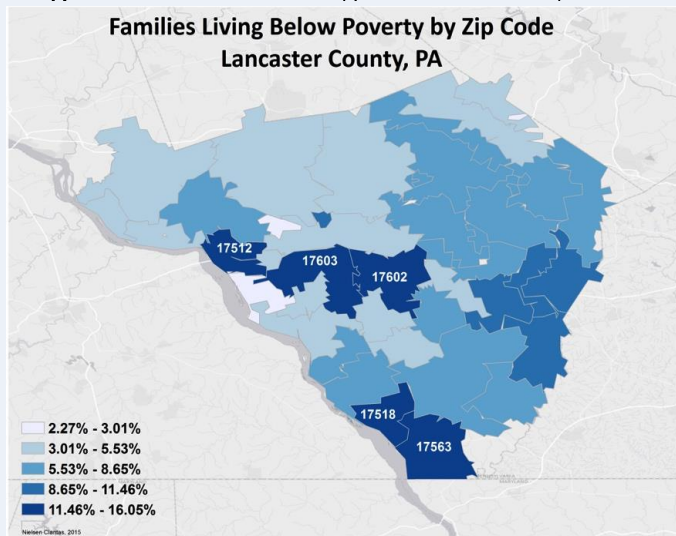 Families Living Below Poverty by Zip Code
Lancaster County, PA
17512
17603
17602
17518
17563
2.27% - 3.01%
3.01% - 5.53%
5.53% - 8.65%
8.65% - 11.46%
11.46% - 16.05%
Nielsen Claritas, 2015